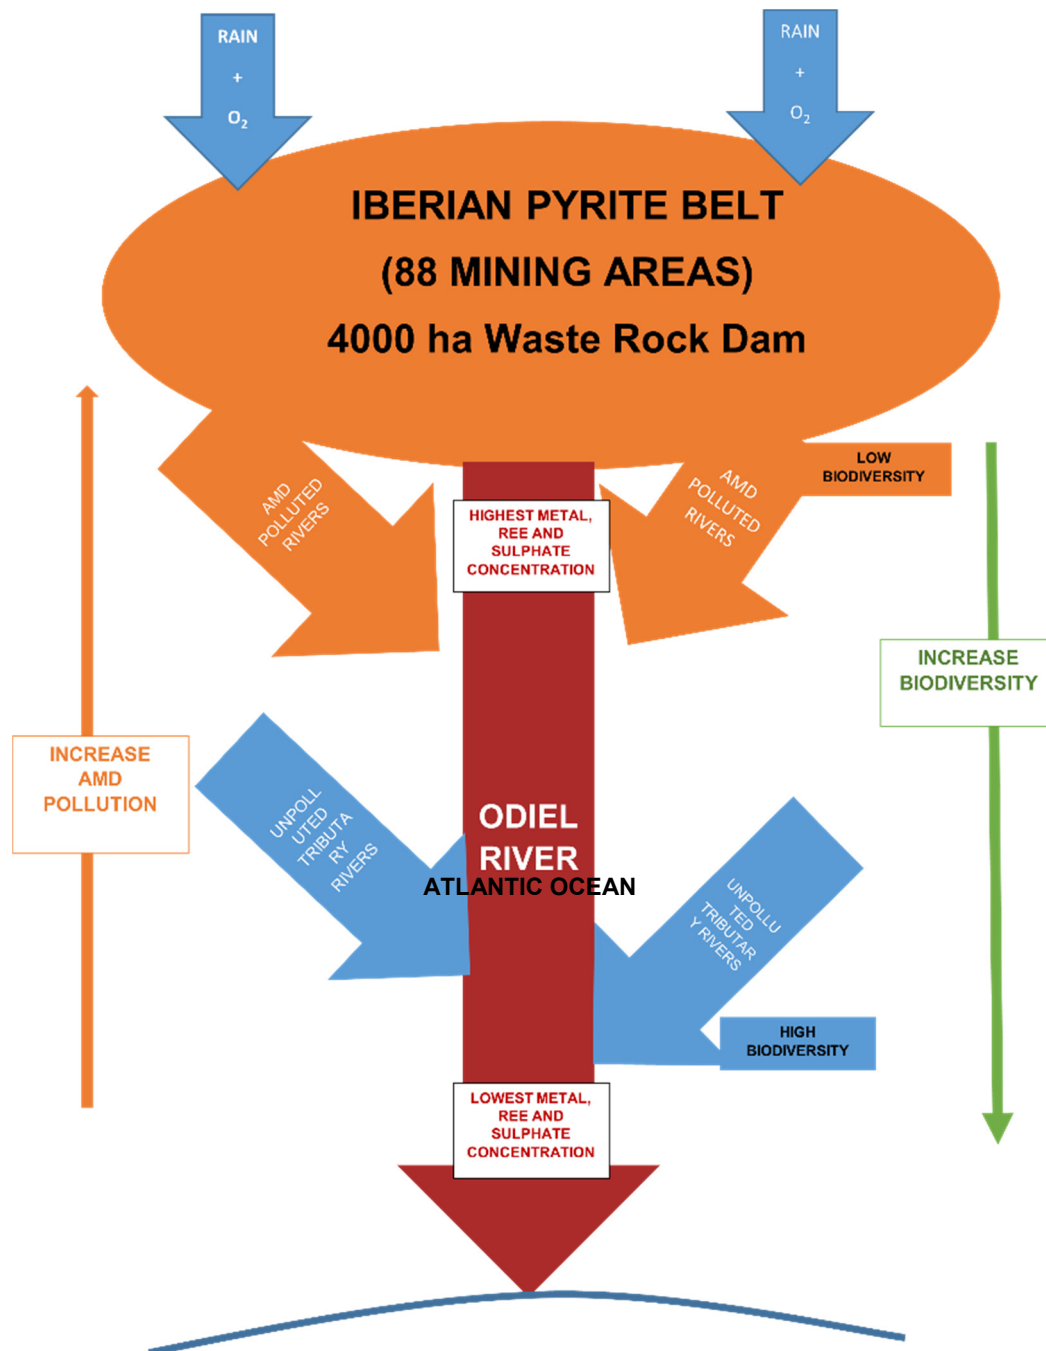 RAIN
+
O2
RAIN
+
O2
IBERIAN PYRITE BELT
(88 MINING AREAS)
4000 ha Waste Rock Dam
AMD
POLLUTED
RIVERS
HIGHEST METAL,
REE AND
SULPHATE
CONCENTRATION
AMD
POLLUTED
RIVERS
LOW
BIODIVERSITY
INCREASE
BIODIVERSITY
INCREASE
AMD
POLLUTION
UNPOLL
UTED
TRIBUTA
RY
RIVERS
ODIEL
RIVER
ATLANTIC OCEAN
UNPOLLU
TED
TRIBUTAR
Y RIVERS
HIGH
BIODIVERSITY
LOWEST METAL,
REE AND
SULPHATE
CONCENTRATION